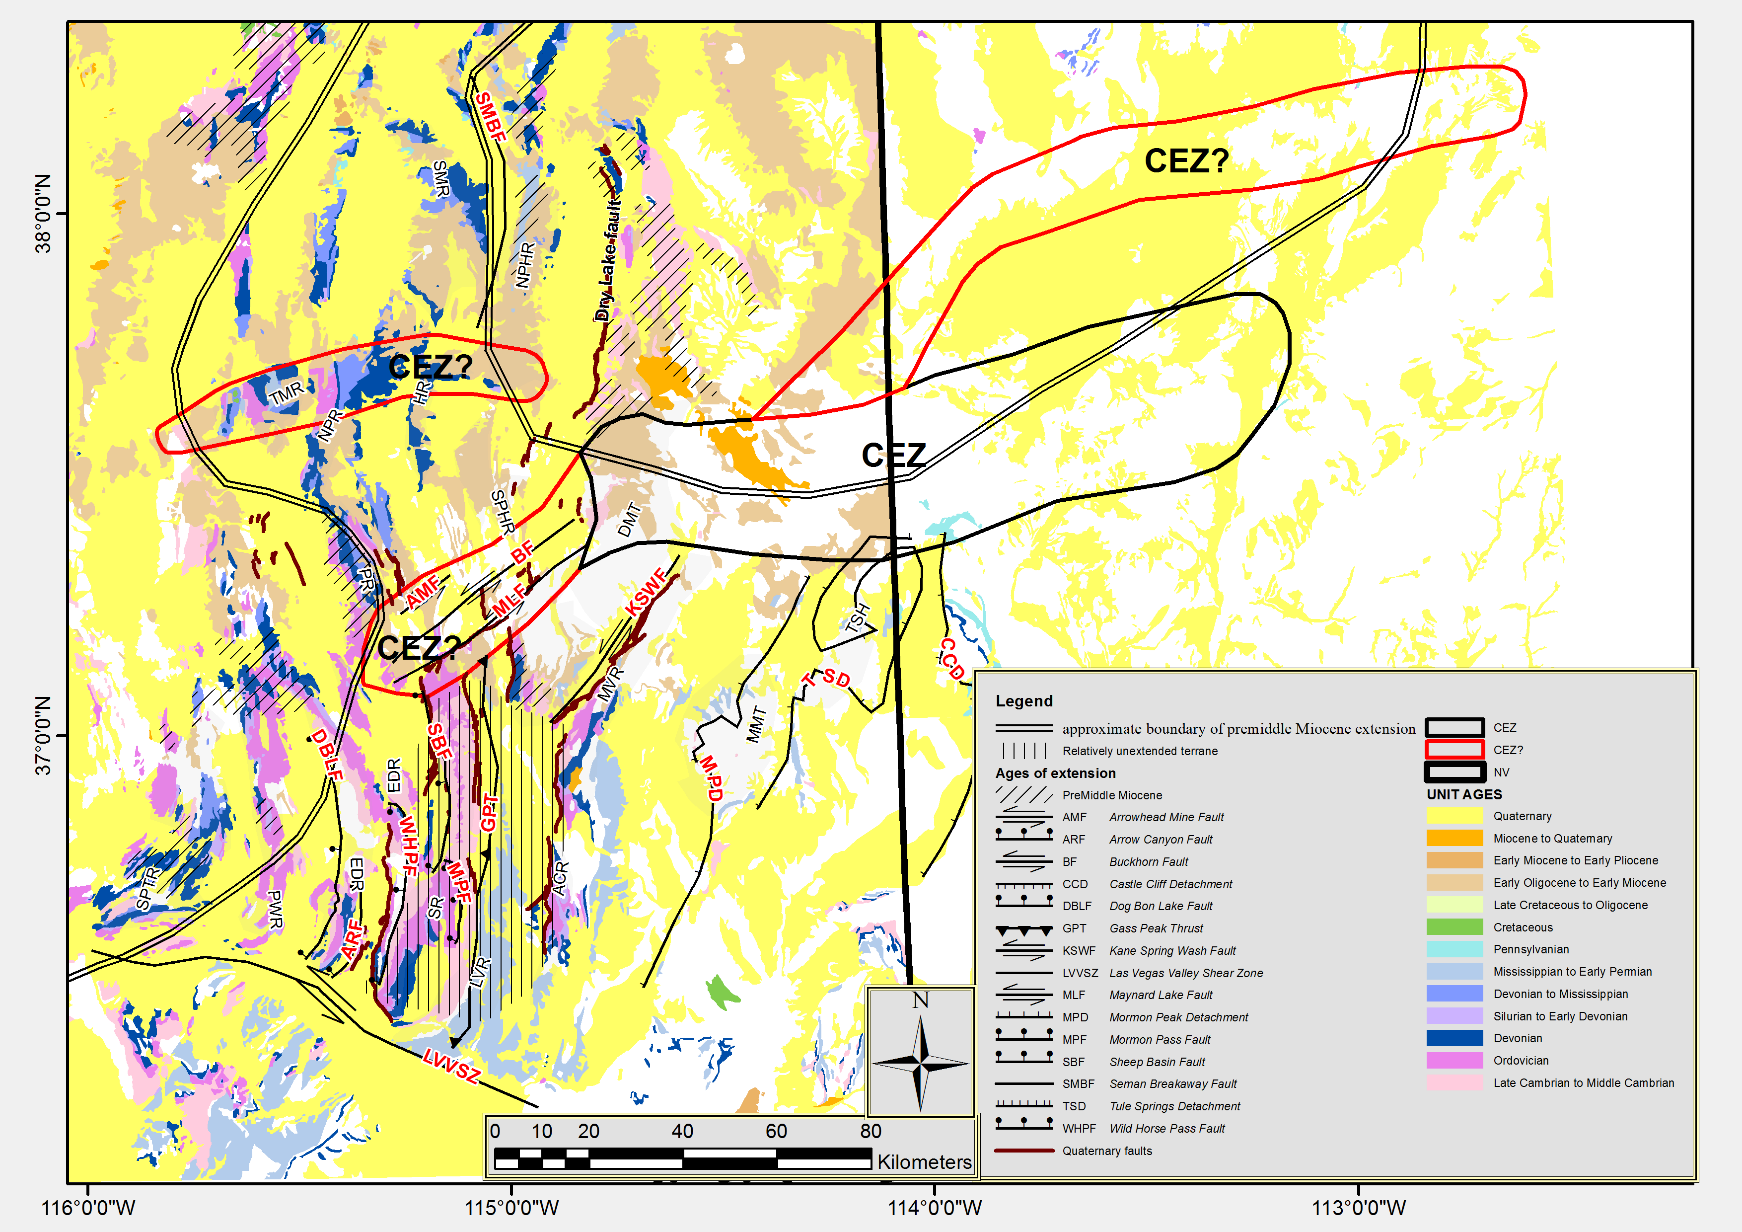 SMBF
CEZ?
SMR
38°0'0"N
NPHR
Dry Lake fault
CEZ?
TMR
HR
NPR
CEZ
SPHR
DMT
BF
PR
AMF
MLF
KSWF
TSH
CEZ?
CCD
MVR
T SD
MMT
37°0'0"N
DBLF
SBF
EDR
MPD
GPT
WHPF
EDR
MPF
ACR
SPTR
PWR
SR
ARF
LVR
LVVSZ
N
0 10 20 40 60 80
Kilometers
116°0'0"W
115°0'0"W
114°0'0"W
113°0'0"W
Legend
approximate boundary of premiddle Miocene extension
Relatively unextended terrane
Ages of extension
PreMiddle Miocene
AMF Arrowhead Mine Fault
ARF Arrow Canyon Fault
BF Buckhorn Fault
CCD Castle Cliff Detachment
DBLF Dog Bon Lake Fault
GPT Gass Peak Thrust
KSWF Kane Spring Wash Fault
LVVSZ Las Vegas Valley Shear Zone
MLF Maynard Lake Fault
MPD Mormon Peak Detachment
MPF Mormon Pass Fault
SBF Sheep Basin Fault
SMBF Seman Breakaway Fault
TSD Tule Springs Detachment
WHPF Wild Horse Pass Fault
Quaternary faults
CEZ
CEZ?
NV
UNIT AGES
Quaternary
Miocene to Quaternary
Early Miocene to Early Pliocene
Early Oligocene to Early Miocene
Late Cretaceous to Oligocene
Cretaceous
Pennsylvanian
Mississippian to Early Permian
Devonian to Mississippian
Silurian to Early Devonian
Devonian
Ordovician
Late Cambrian to Middle Cambrian